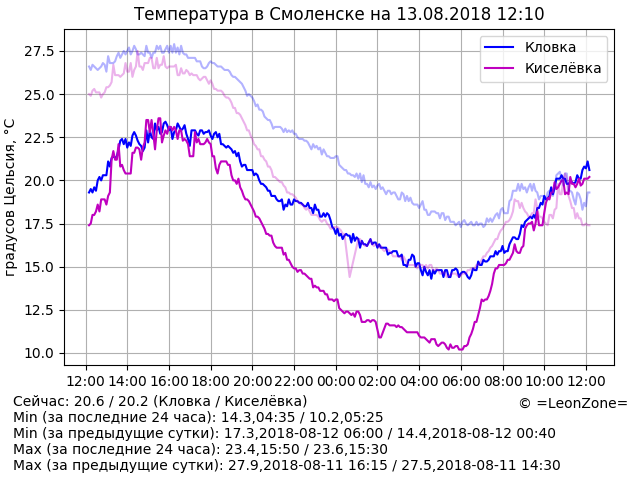 Температура в Смоленске на 13.08.2018 12:10
градусов Цельсия, °C
27.5
25.0
22.5
20.0
17.5
15.0
12.5
10.0
Кловка
Киселёвка
12:00 14:00 16:00 18:00 20:00 22:00 00:00 02:00 04:00 06:00 08:00 10:00 12:00
Сейчас: 20.6 / 20.2 (Кловка / Киселёвка)
© =LeonZone=
Min (за последние 24 часа): 14.3,04:35 / 10.2,05:25
Min (за предыдущие сутки): 17.3,2018-08-12 06:00 / 14.4,2018-08-12 00:40
Max (за последние 24 часа): 23.4,15:50 / 23.6,15:30
Max (за предыдущие сутки): 27.9,2018-08-11 16:15 / 27.5,2018-08-11 14:30